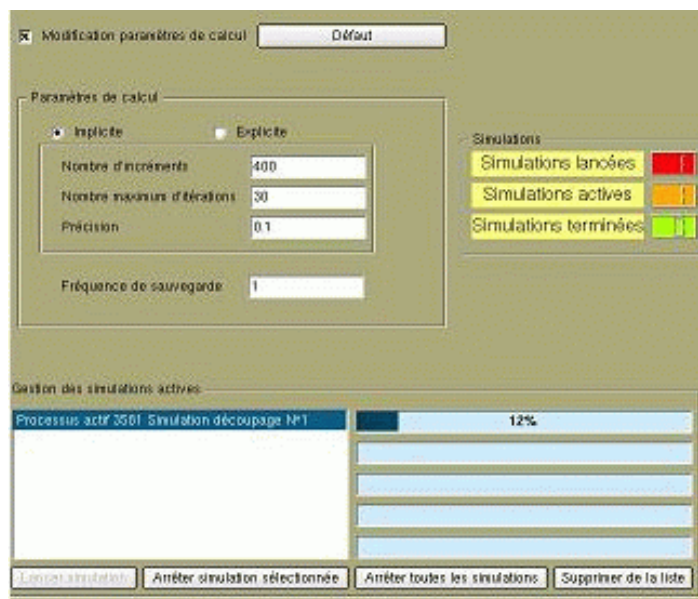 Modification paramètres de calcul Défaut
Paramètres de calcul
Implicite Explicite
Nombre d'incréments 400
Nombre maximum d'itérations 30
Précision 0.1
Fréquence de sauvegarde 1
Simulations
Simulations lancées
Simulations actives
Simulations terminées
Gestion des simulations actives
Processus actif 3581 Simulation découpage N°1 12%
Lancer simulation Arrêter simulation sélectionnée Arrêter toutes les simulations Supprimer de la liste